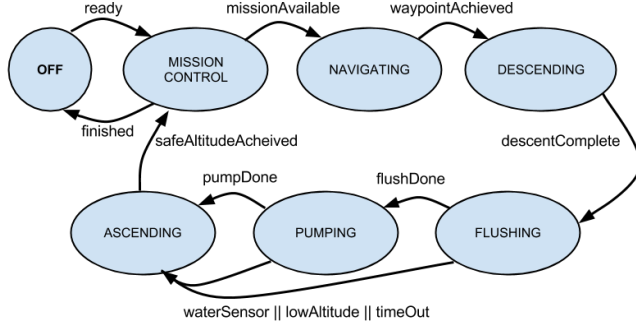 ready
missionAvailable
waypointAchieved
OFF
MISSION
CONTROL
NAVIGATING
DESCENDING
finished
safeAltitudeAcheived
descentComplete
pumpDone
flushDone
ASCENDING
PUMPING
FLUSHING
waterSensor || lowAltitude || timeOut